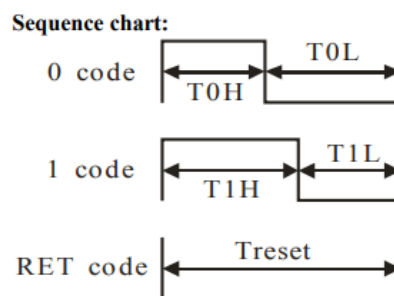 Sequence chart:
0 code
T0H
T0L
1 code
T1H
T1L
RET code
Treset